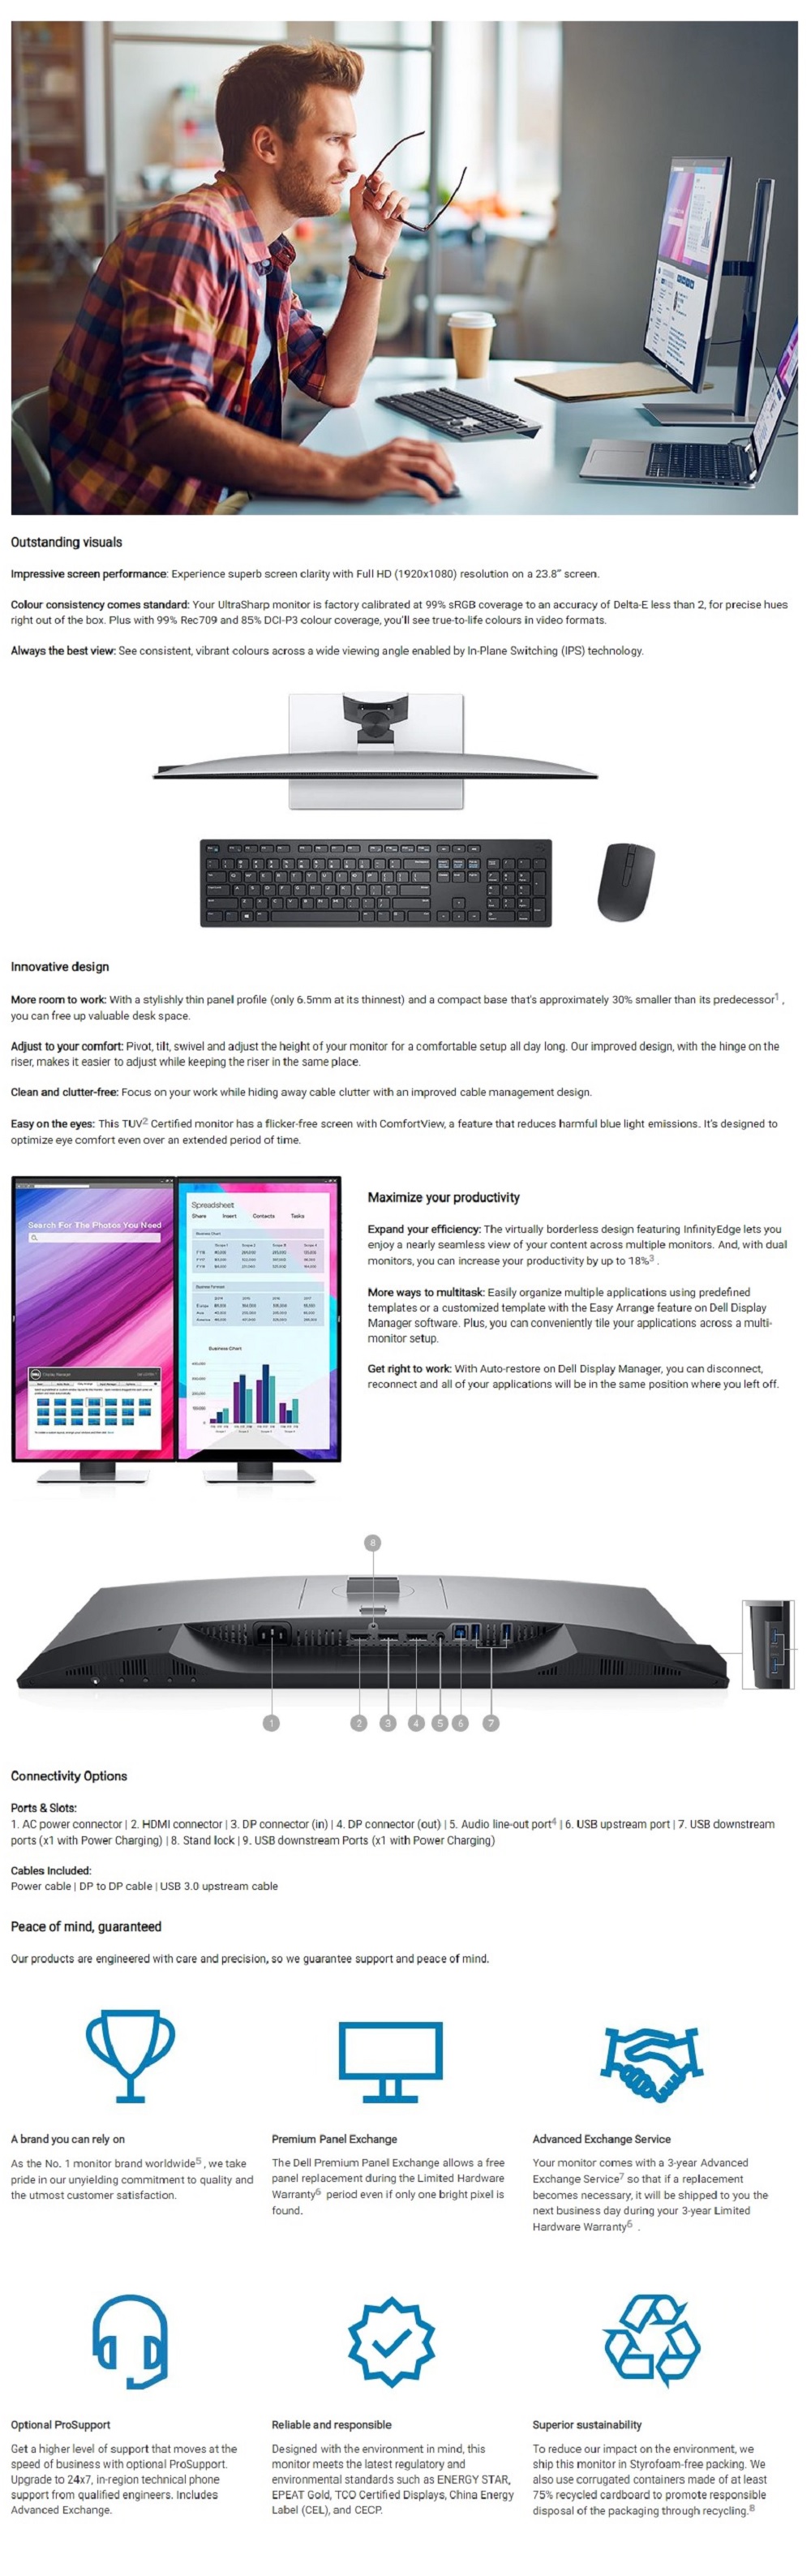 Outstanding visuals
Impressive screen performance: Experience superb screen clarity with Full HD (1920x1080) resolution on a 23.8" screen.
Colour consistency comes standard: Your UltraSharp monitor is factory calibrated at 99% sRGB coverage to an accuracy of Delta-E less than 2, for precise hues
right out of the box. Plus with 99% Rec709 and 85% DCI-P3 colour coverage, you'll see true-to-life colours in video formats.
Always the best view: See consistent, vibrant colours across a wide viewing angle enabled by In-Plane Switching (IPS) technology.
Innovative design
More room to work: With a stylishly thin panel profile (only 6.5mm at its thinnest) and a compact base that's approximately 30% smaller than its predecessor1 ,
you can free up valuable desk space.
Adjust to your comfort: Pivot, tilt, swivel and adjust the height of your monitor for a comfortable setup all day long. Our improved design, with the hinge on the
riser, makes it easier to adjust while keeping the riser in the same place.
Clean and clutter-free: Focus on your work while hiding away cable clutter with an improved cable management design.
Easy on the eyes: This TUV2 Certified monitor has a flicker-free screen with ComfortView, a feature that reduces harmful blue light emissions. It's designed to
optimize eye comfort even over an extended period of time.
Search For The Photos You Need
Spreadsheet
Share Insert Contacts Tasks
Business Chart
Maximize your productivity
Expand your efficiency: The virtually borderless design featuring InfinityEdge lets you
enjoy a nearly seamless view of your content across multiple monitors. And, with dual
monitors, you can increase your productivity by up to 18%3 .
More ways to multitask: Easily organize multiple applications using predefined
templates or a customized template with the Easy Arrange feature on Dell Display
Manager software. Plus, you can conveniently tile your applications across a multi-
monitor setup.
Get right to work: With Auto-restore on Dell Display Manager, you can disconnect,
reconnect and all of your applications will be in the same position where you left off.
8
1 2 3 4 5 6 7
Connectivity Options
Ports & Slots:
1. AC power connector | 2. HDMI connector | 3. DP connector (in) | 4. DP connector (out) | 5. Audio line-out port4 | 6. USB upstream port | 7. USB downstream
ports (x1 with Power Charging) | 8. Stand lock | 9. USB downstream Ports (x1 with Power Charging)
Cables Included:
Power cable | DP to DP cable | USB 3.0 upstream cable
Peace of mind, guaranteed
Our products are engineered with care and precision, so we guarantee support and peace of mind.
A brand you can rely on
As the No. 1 monitor brand worldwide5 , we take
pride in our unyielding commitment to quality and
the utmost customer satisfaction.
Premium Panel Exchange
The Dell Premium Panel Exchange allows a free
panel replacement during the Limited Hardware
Warranty6 period even if only one bright pixel is
found.
Advanced Exchange Service
Your monitor comes with a 3-year Advanced
Exchange Service7 so that if a replacement
becomes necessary, it will be shipped to you the
next business day during your 3-year Limited
Hardware Warranty6 .
Optional ProSupport
Get a higher level of support that moves at the
speed of business with optional ProSupport.
Upgrade to 24x7, in-region technical phone
support from qualified engineers. Includes
Advanced Exchange.
Reliable and responsible
Designed with the environment in mind, this
monitor meets the latest regulatory and
environmental standards such as ENERGY STAR,
EPEAT Gold, TCO Certified Displays, China Energy
Label (CEL), and CECP.
Superior sustainability
To reduce our impact on the environment, we
ship this monitor in Styrofoam-free packing. We
also use corrugated containers made of at least
75% recycled cardboard to promote responsible
disposal of the packaging through recycling.8